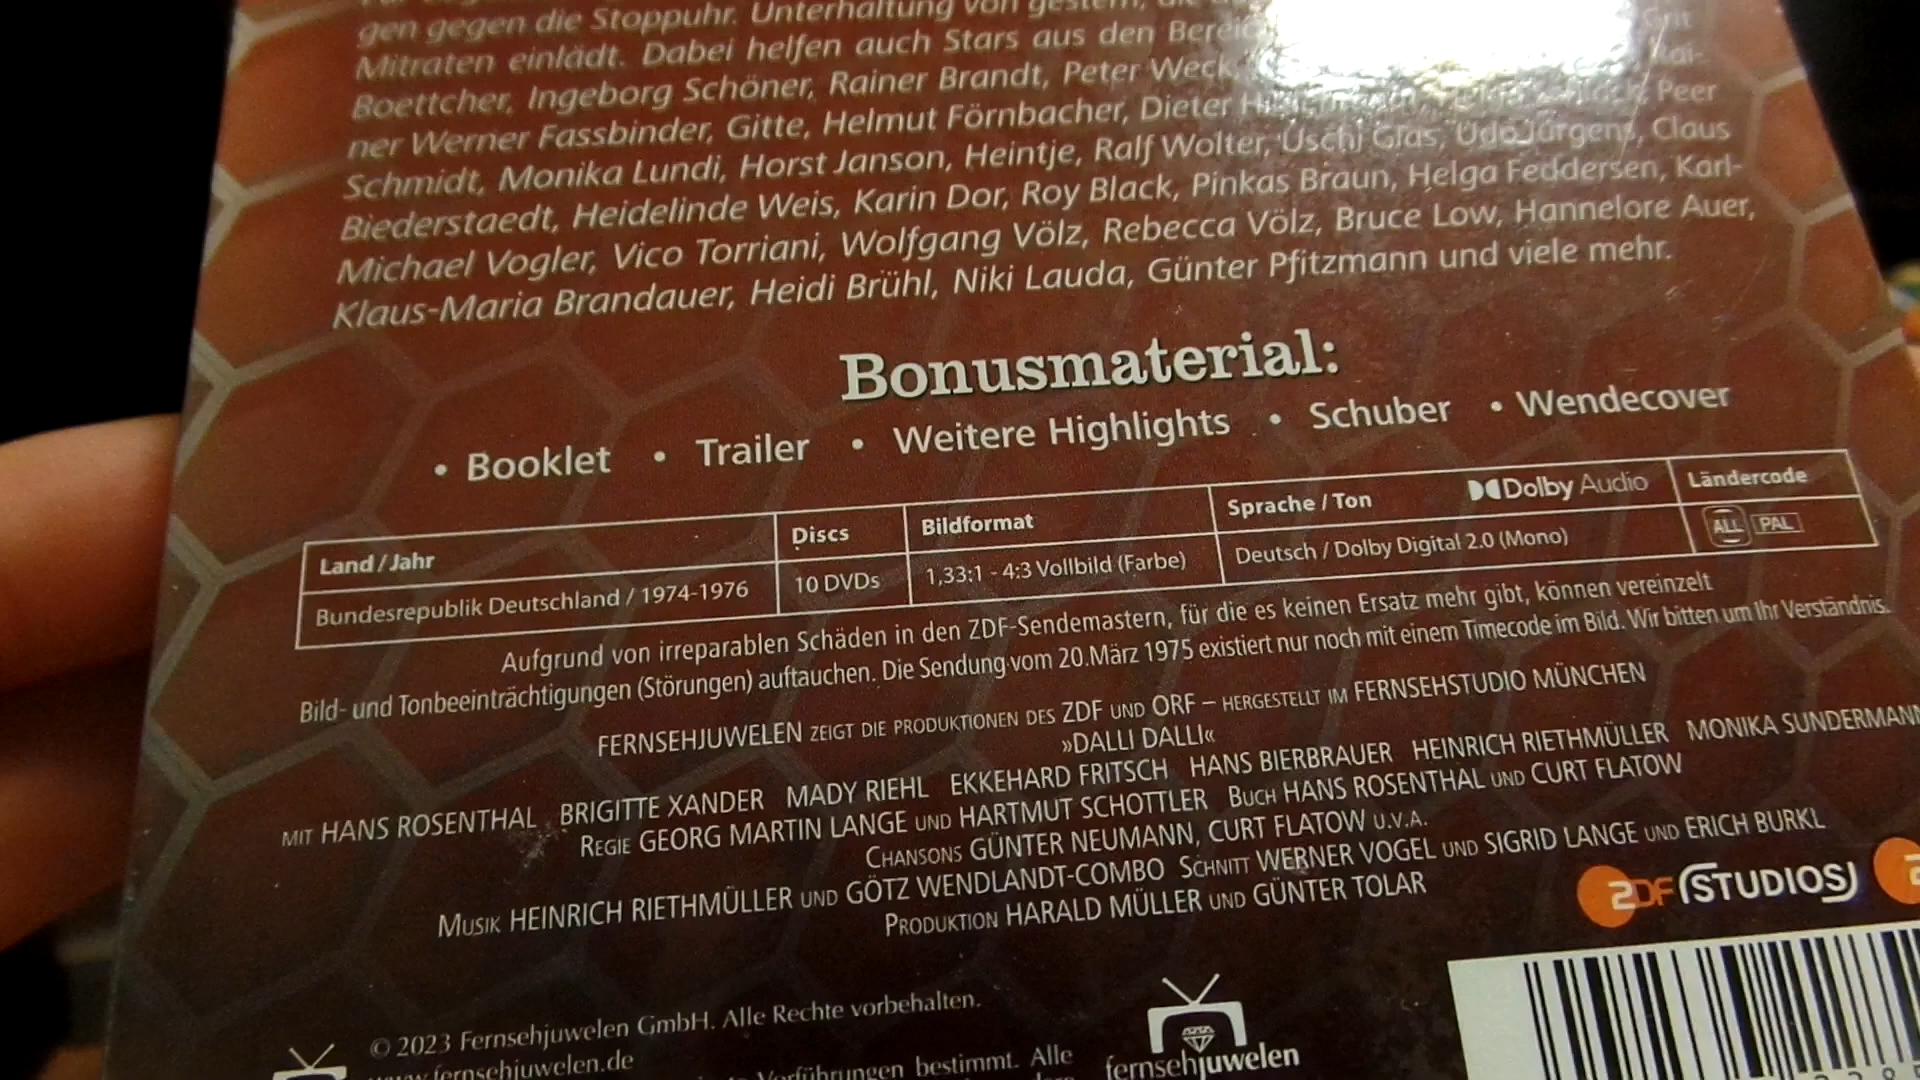 gen gegen die Stoppuhr. Unterhaltung von gestern,
Mitraten einlädt. Dabei helfen auch Stars aus den
Boettcher, Ingeborg Schöner, Rainer Brandt, Peter Weck,
ner Werner Fassbinder, Gitte, Helmut Förnbacher, Dieter Peer
Schmidt, Monika Lundi, Horst Janson, Heintje, Ralf Wolter, Uschi Glas, Udo Jürgens, Claus
Biederstaedt, Heidelinde Weis, Karin Dor, Roy Black, Pinkas Braun, Helga Feddersen, Karl-
Michael Vogler, Vico Torriani, Wolfgang Völz, Rebecca Völz, Bruce Low, Hannelore Auer,
Klaus-Maria Brandauer, Heidi Brühl, Niki Lauda, Günter Pfitzmann und viele mehr.
Bonusmaterial:
• Booklet • Trailer • Weitere Highlights • Schuber • Wendecover
Land / Jahr Discs Bildformat Sprache / Ton Dolby Audio Ländercode
Bundesrepublik Deutschland / 1974-1976 10 DVDs 1,33:1 - 4:3 Vollbild (Farbe) Deutsch / Dolby Digital 2.0 (Mono) ALL PAL
Aufgrund von irreparablen Schäden in den ZDF-Sendemastern, für die es keinen Ersatz mehr gibt, können vereinzelt
Bild- und Tonbeeinträchtigungen (Störungen) auftauchen. Die Sendung vom 20.März 1975 existiert nur noch mit einem Timecode im Bild. Wir bitten um Ihr Verständnis.
FERNSEHJUWELEN ZEIGT DIE PRODUKTIONEN DES ZDF UND ORF – HERGESTELLT IM FERNSEHSTUDIO MÜNCHEN
»DALLI DALLI«
MIT HANS ROSENTHAL BRIGITTE XANDER MADY RIEHL EKKEHARD FRITSCH HANS BIERBRAUER HEINRICH RIETHMÜLLER MONIKA SUNDERMANN
REGIE GEORG MARTIN LANGE UND HARTMUT SCHOTTLER BUCH HANS ROSENTHAL UND CURT FLATOW
CHANSONS GÜNTER NEUMANN, CURT FLATOW U.V.A.
MUSIK HEINRICH RIETHMÜLLER UND GÖTZ WENDLANDT-COMBO SCHNITT WERNER VOGEL UND SIGRID LANGE UND ERICH BURKL
PRODUKTION HARALD MÜLLER UND GÜNTER TOLAR
ZDF STUDIOS
© 2023 Fernsehjuwelen GmbH. Alle Rechte vorbehalten.
www.fernsehjuwelen.de
Vorführungen bestimmt. Alle
fernsehjuwelen